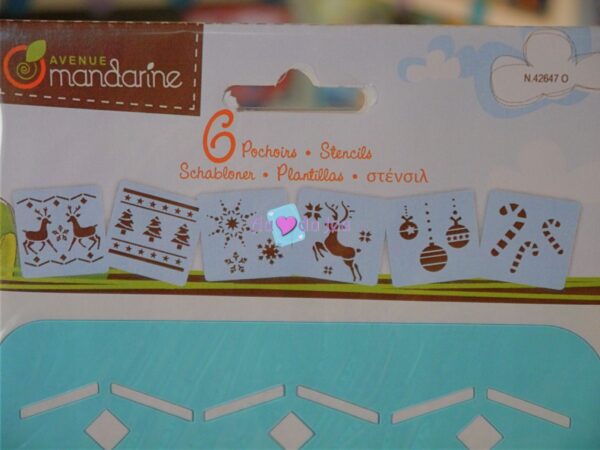 AVENUE
mandarine
N.42647 O
6 Pochoirs • Stencils
Schabloner • Plantillas • στένσιλ